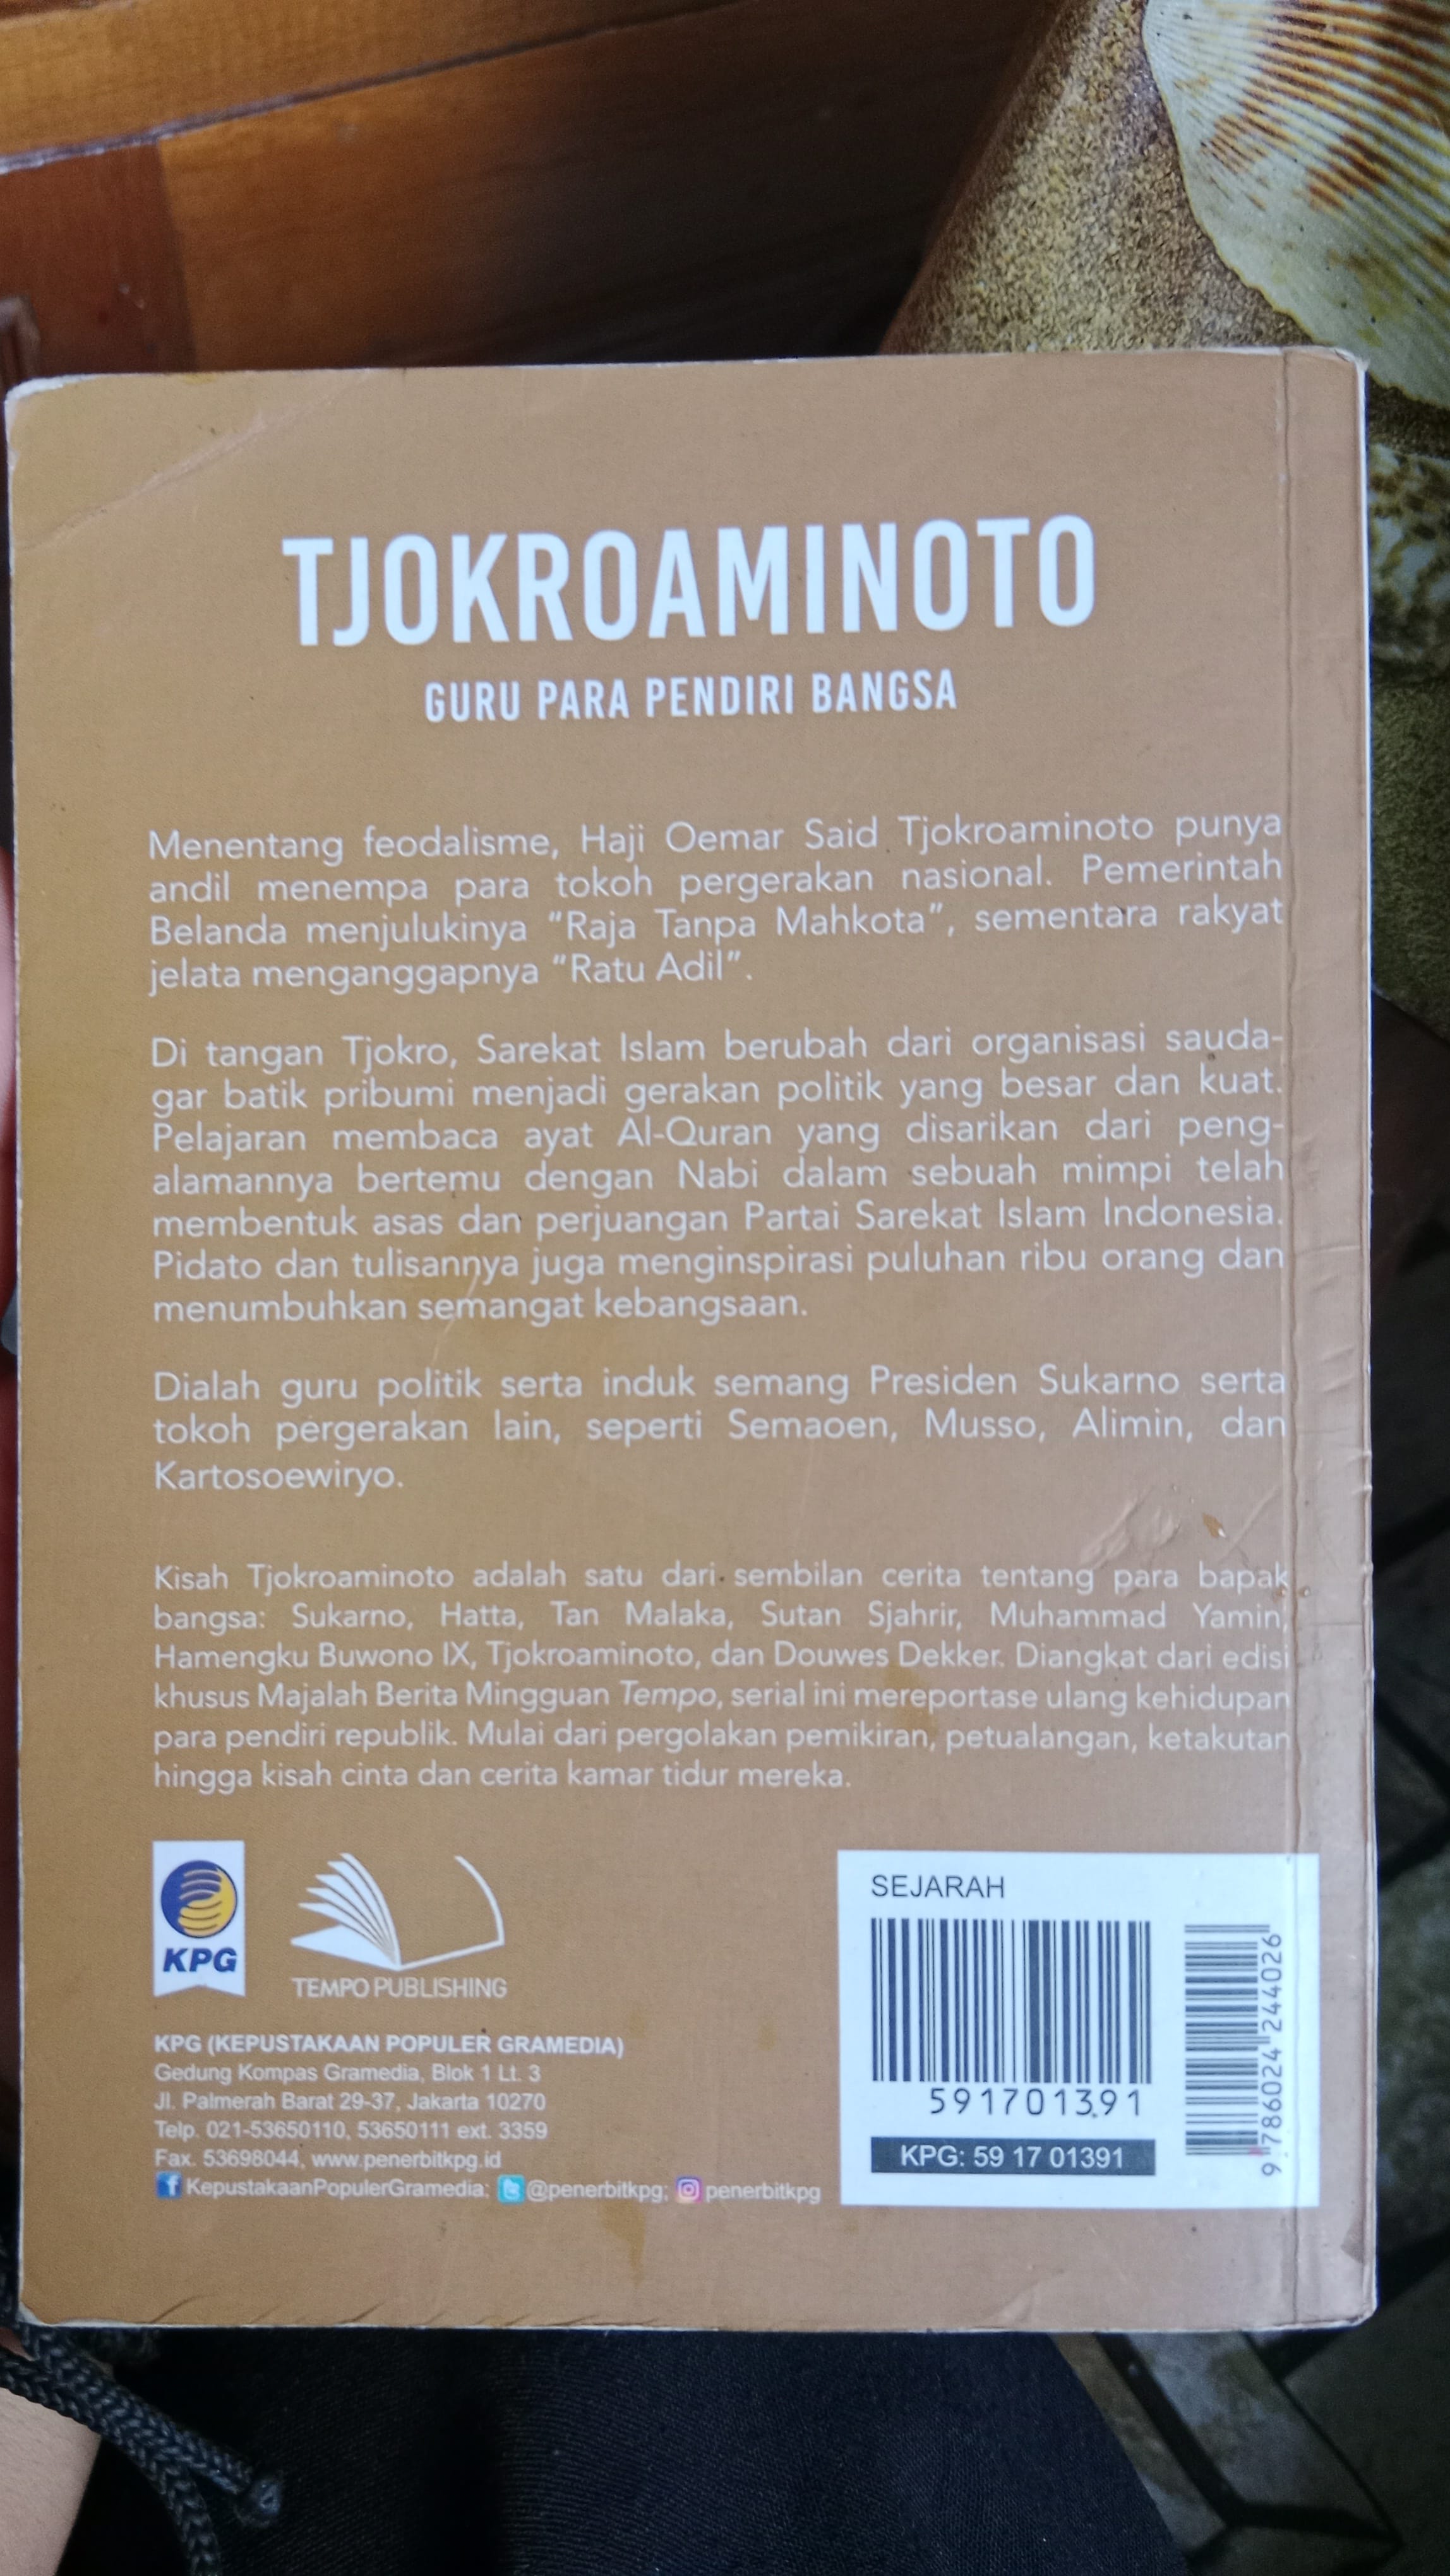 TJOKROAMINOTO
GURU PARA PENDIRI BANGSA
Menentang feodalisme, Haji Oemar Said Tjokroaminoto punya
andil menempa para tokoh pergerakan nasional. Pemerintah
Belanda menjulukinya “Raja Tanpa Mahkota”, sementara rakyat
jelata menganggapnya “Ratu Adil”.
Di tangan Tjokro, Sarekat Islam berubah dari organisasi sauda-
gar batik pribumi menjadi gerakan politik yang besar dan kuat.
Pelajaran membaca ayat Al-Quran yang disarikan dari peng-
alamannya bertemu dengan Nabi dalam sebuah mimpi telah
membentuk asas dan perjuangan Partai Sarekat Islam Indonesia.
Pidato dan tulisannya juga menginspirasi puluhan ribu orang dan
menumbuhkan semangat kebangsaan.
Dialah guru politik serta induk semang Presiden Sukarno serta
tokoh pergerakan lain, seperti Semaoen, Musso, Alimin, dan
Kartosoewiryo.
Kisah Tjokroaminoto adalah satu dari sembilan cerita tentang para bapak
bangsa: Sukarno, Hatta, Tan Malaka, Sutan Sjahrir, Muhammad Yamin,
Hamengku Buwono IX, Tjokroaminoto, dan Douwes Dekker. Diangkat dari edisi
khusus Majalah Berita Mingguan Tempo, serial ini mereportase ulang kehidupan
para pendiri republik. Mulai dari pergolakan pemikiran, petualangan, ketakutan
hingga kisah cinta dan cerita kamar tidur mereka.
KPG
TEMPO PUBLISHING
KPG (KEPUSTAKAAN POPULER GRAMEDIA)
Gedung Kompas Gramedia, Blok 1 Lt. 3
Jl. Palmerah Barat 29-37, Jakarta 10270
Telp. 021-53650110, 53650111 ext. 3359
Fax. 53698044, www.penerbitkpg.id
KepustakaanPopulerGramedia; @penerbitkpg; penerbitkpg
SEJARAH
591701391
KPG: 59 17 01391
9 786024 244026